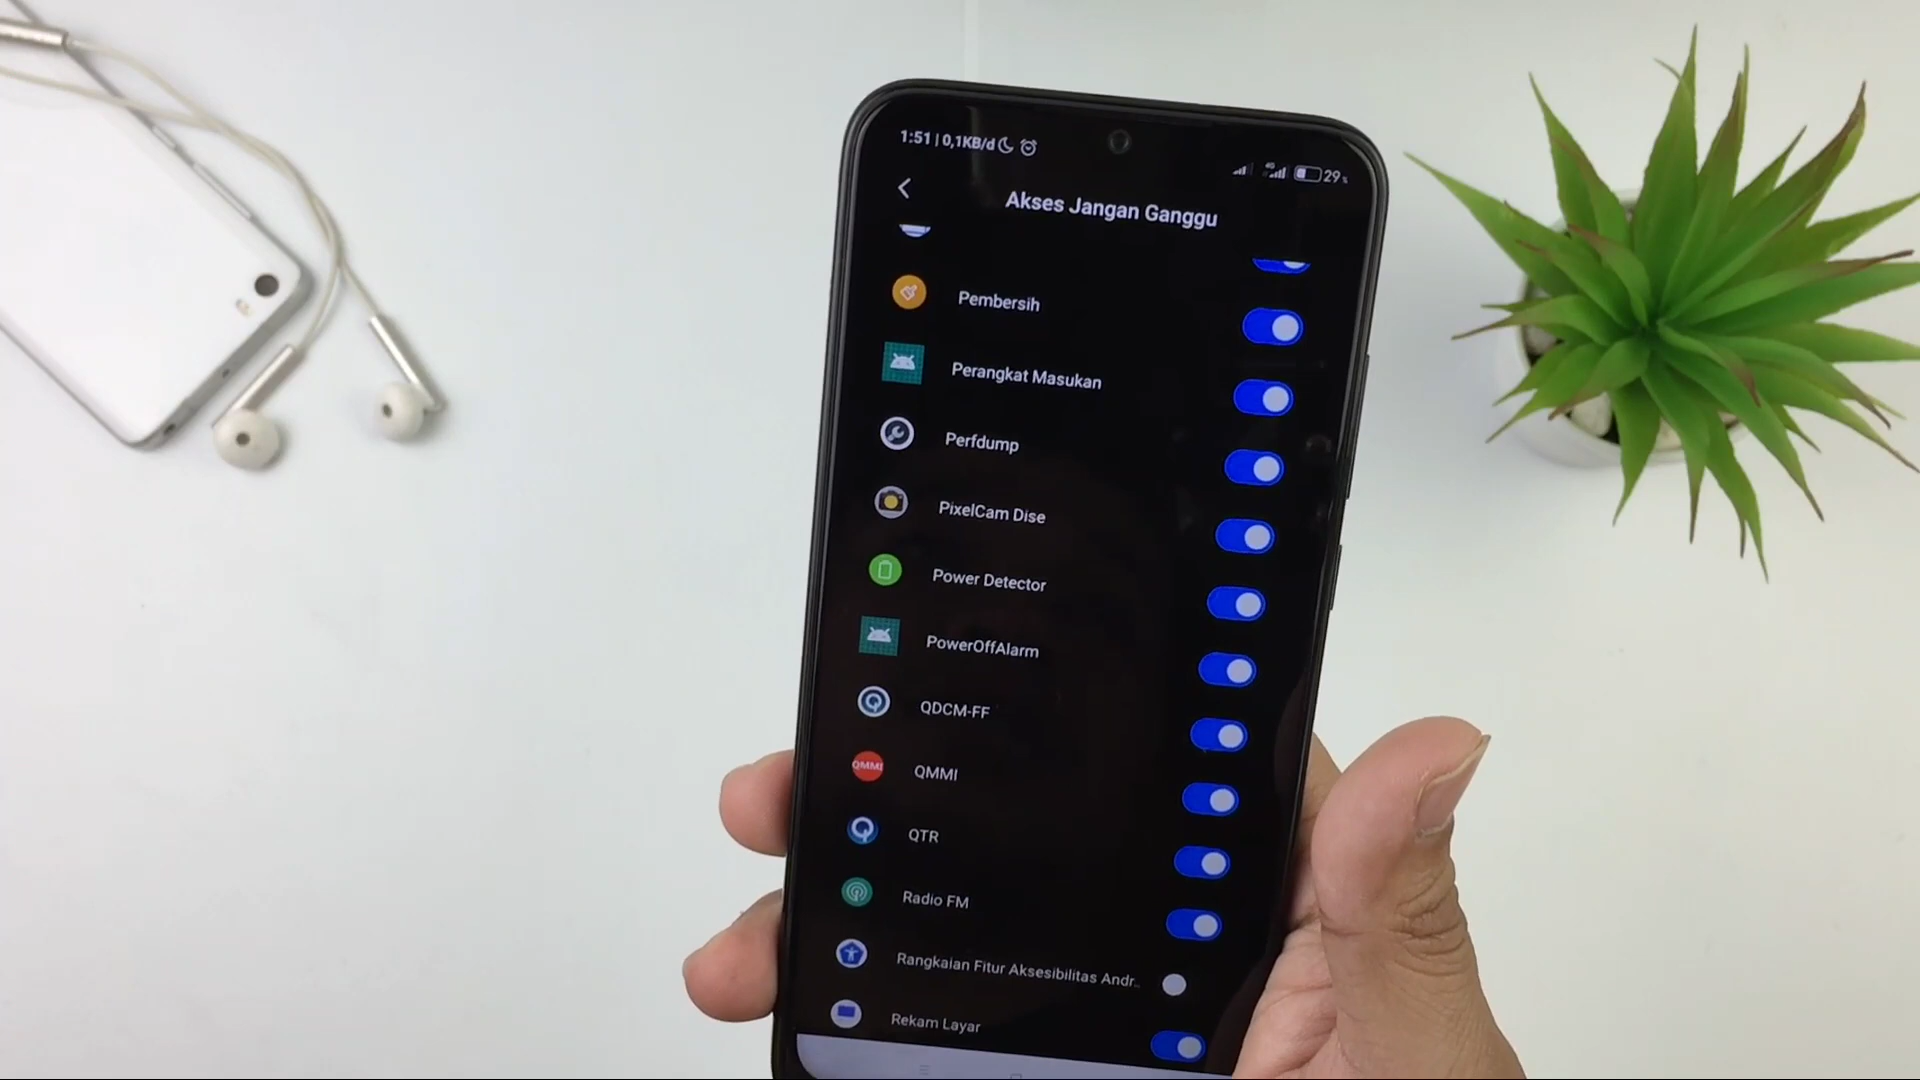 1:51 | 0,1KB/d
4G
29%
Akses Jangan Ganggu
Pembersih
Perangkat Masukan
Perfdump
PixelCam Dise
Power Detector
PowerOffAlarm
QDCM-FF
QMMI
QMMI
QTR
Radio FM
Rangkaian Fitur Aksesibilitas Andr..
Rekam Layar